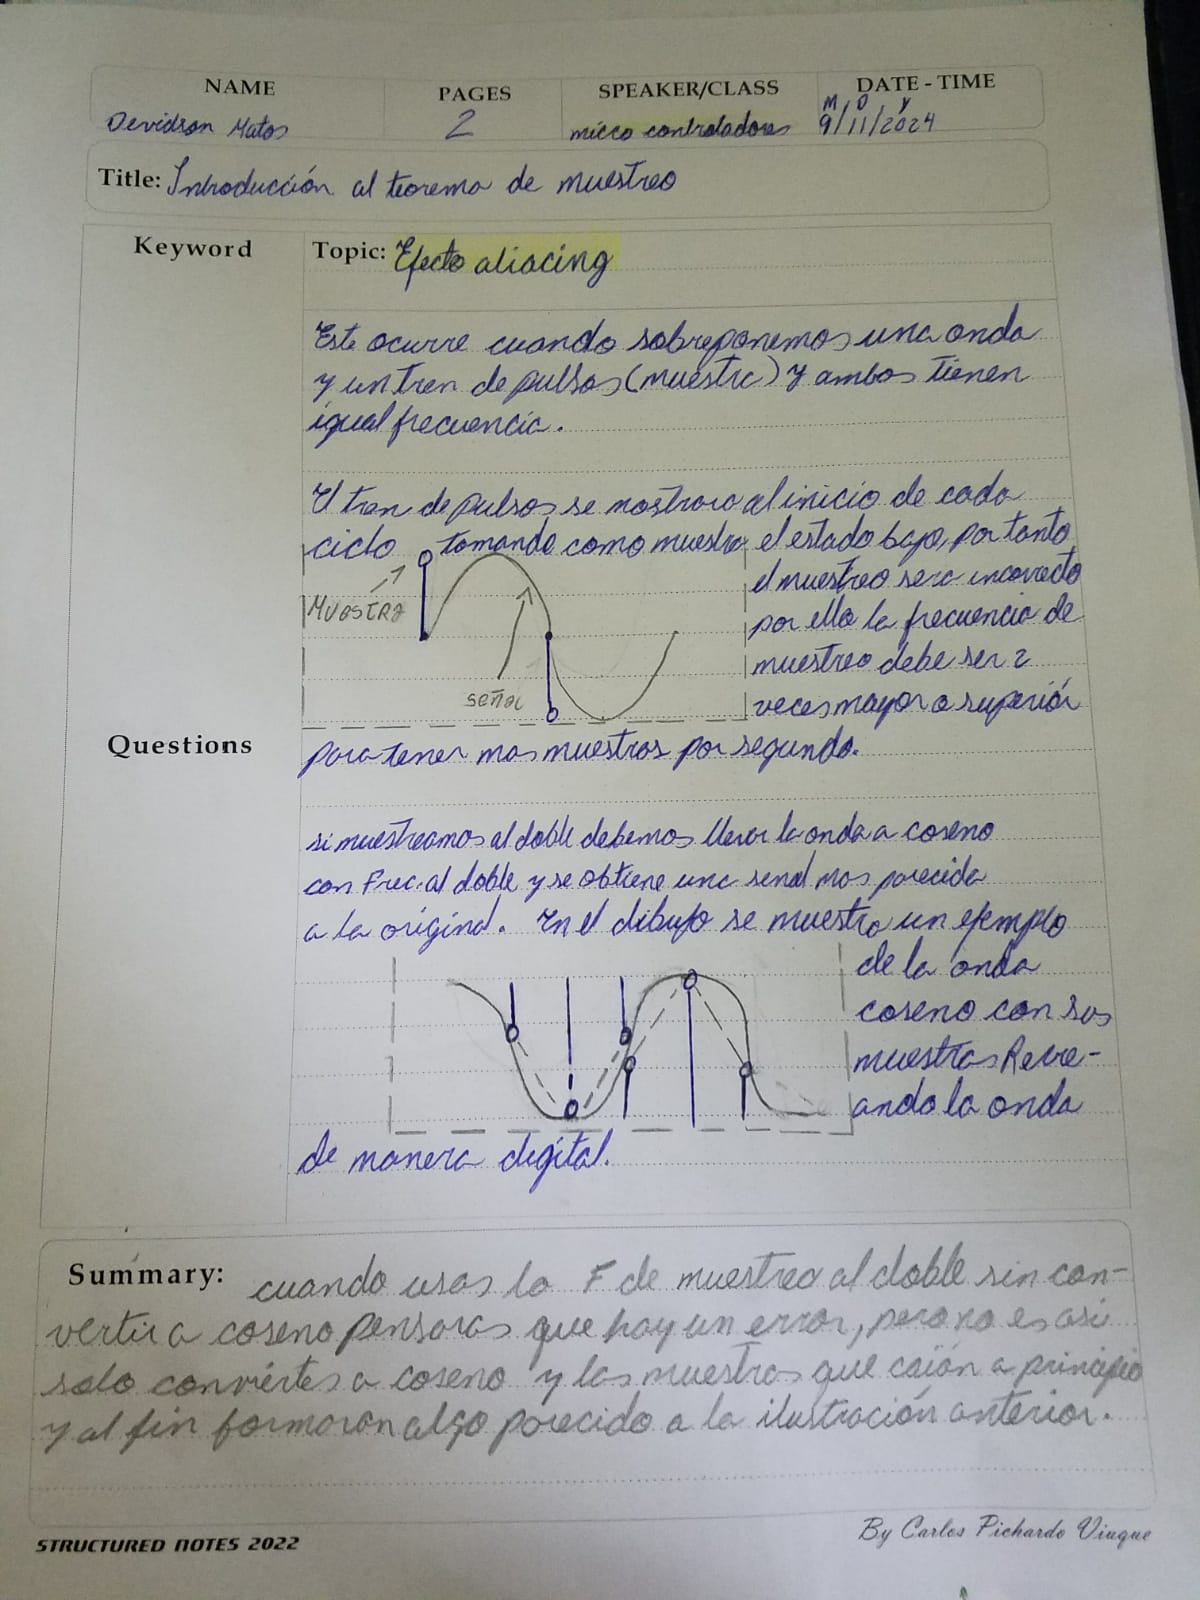 NAME PAGES SPEAKER/CLASS DATE - TIME
M D Y
Devidson Matos 2 micro controladores 9/11/2024
Title: Introducción al teorema de muestreo
Keyword
Topic: Efecto aliacing
Este ocurre cuando sobreponemos una onda
y un tren de pulsos (muestra) y ambos tienen
igual frecuencia.
El tren de pulsos se mostrara al inicio de cada
ciclo tomando como muestra el estado bajo, por tanto
el muestreo sera incorrecto
MUESTRA
por ello la frecuencia de
muestreo debe ser 2
señal
veces mayor o superiór
Questions
para tener mas muestras por segundo.
si muestreamos al doble debemos llevar la onda a coseno
con Frec. al doble y se obtiene una senal mas parecida
a la original. En el dibujo se muestra un ejemplo
de la onda
coseno con sus
muestras Recre-
ando la onda
de manera digital.
Summary: cuando usas la F de muestreo al doble sin con-
vertir a coseno pensaras que hay un error, pero no es asi
solo conviértes a coseno y las muestras que caían a principio
y al fin formaran algo parecido a la ilustración anterior.
STRUCTURED NOTES 2022
By Carlos Pichardo Viuque